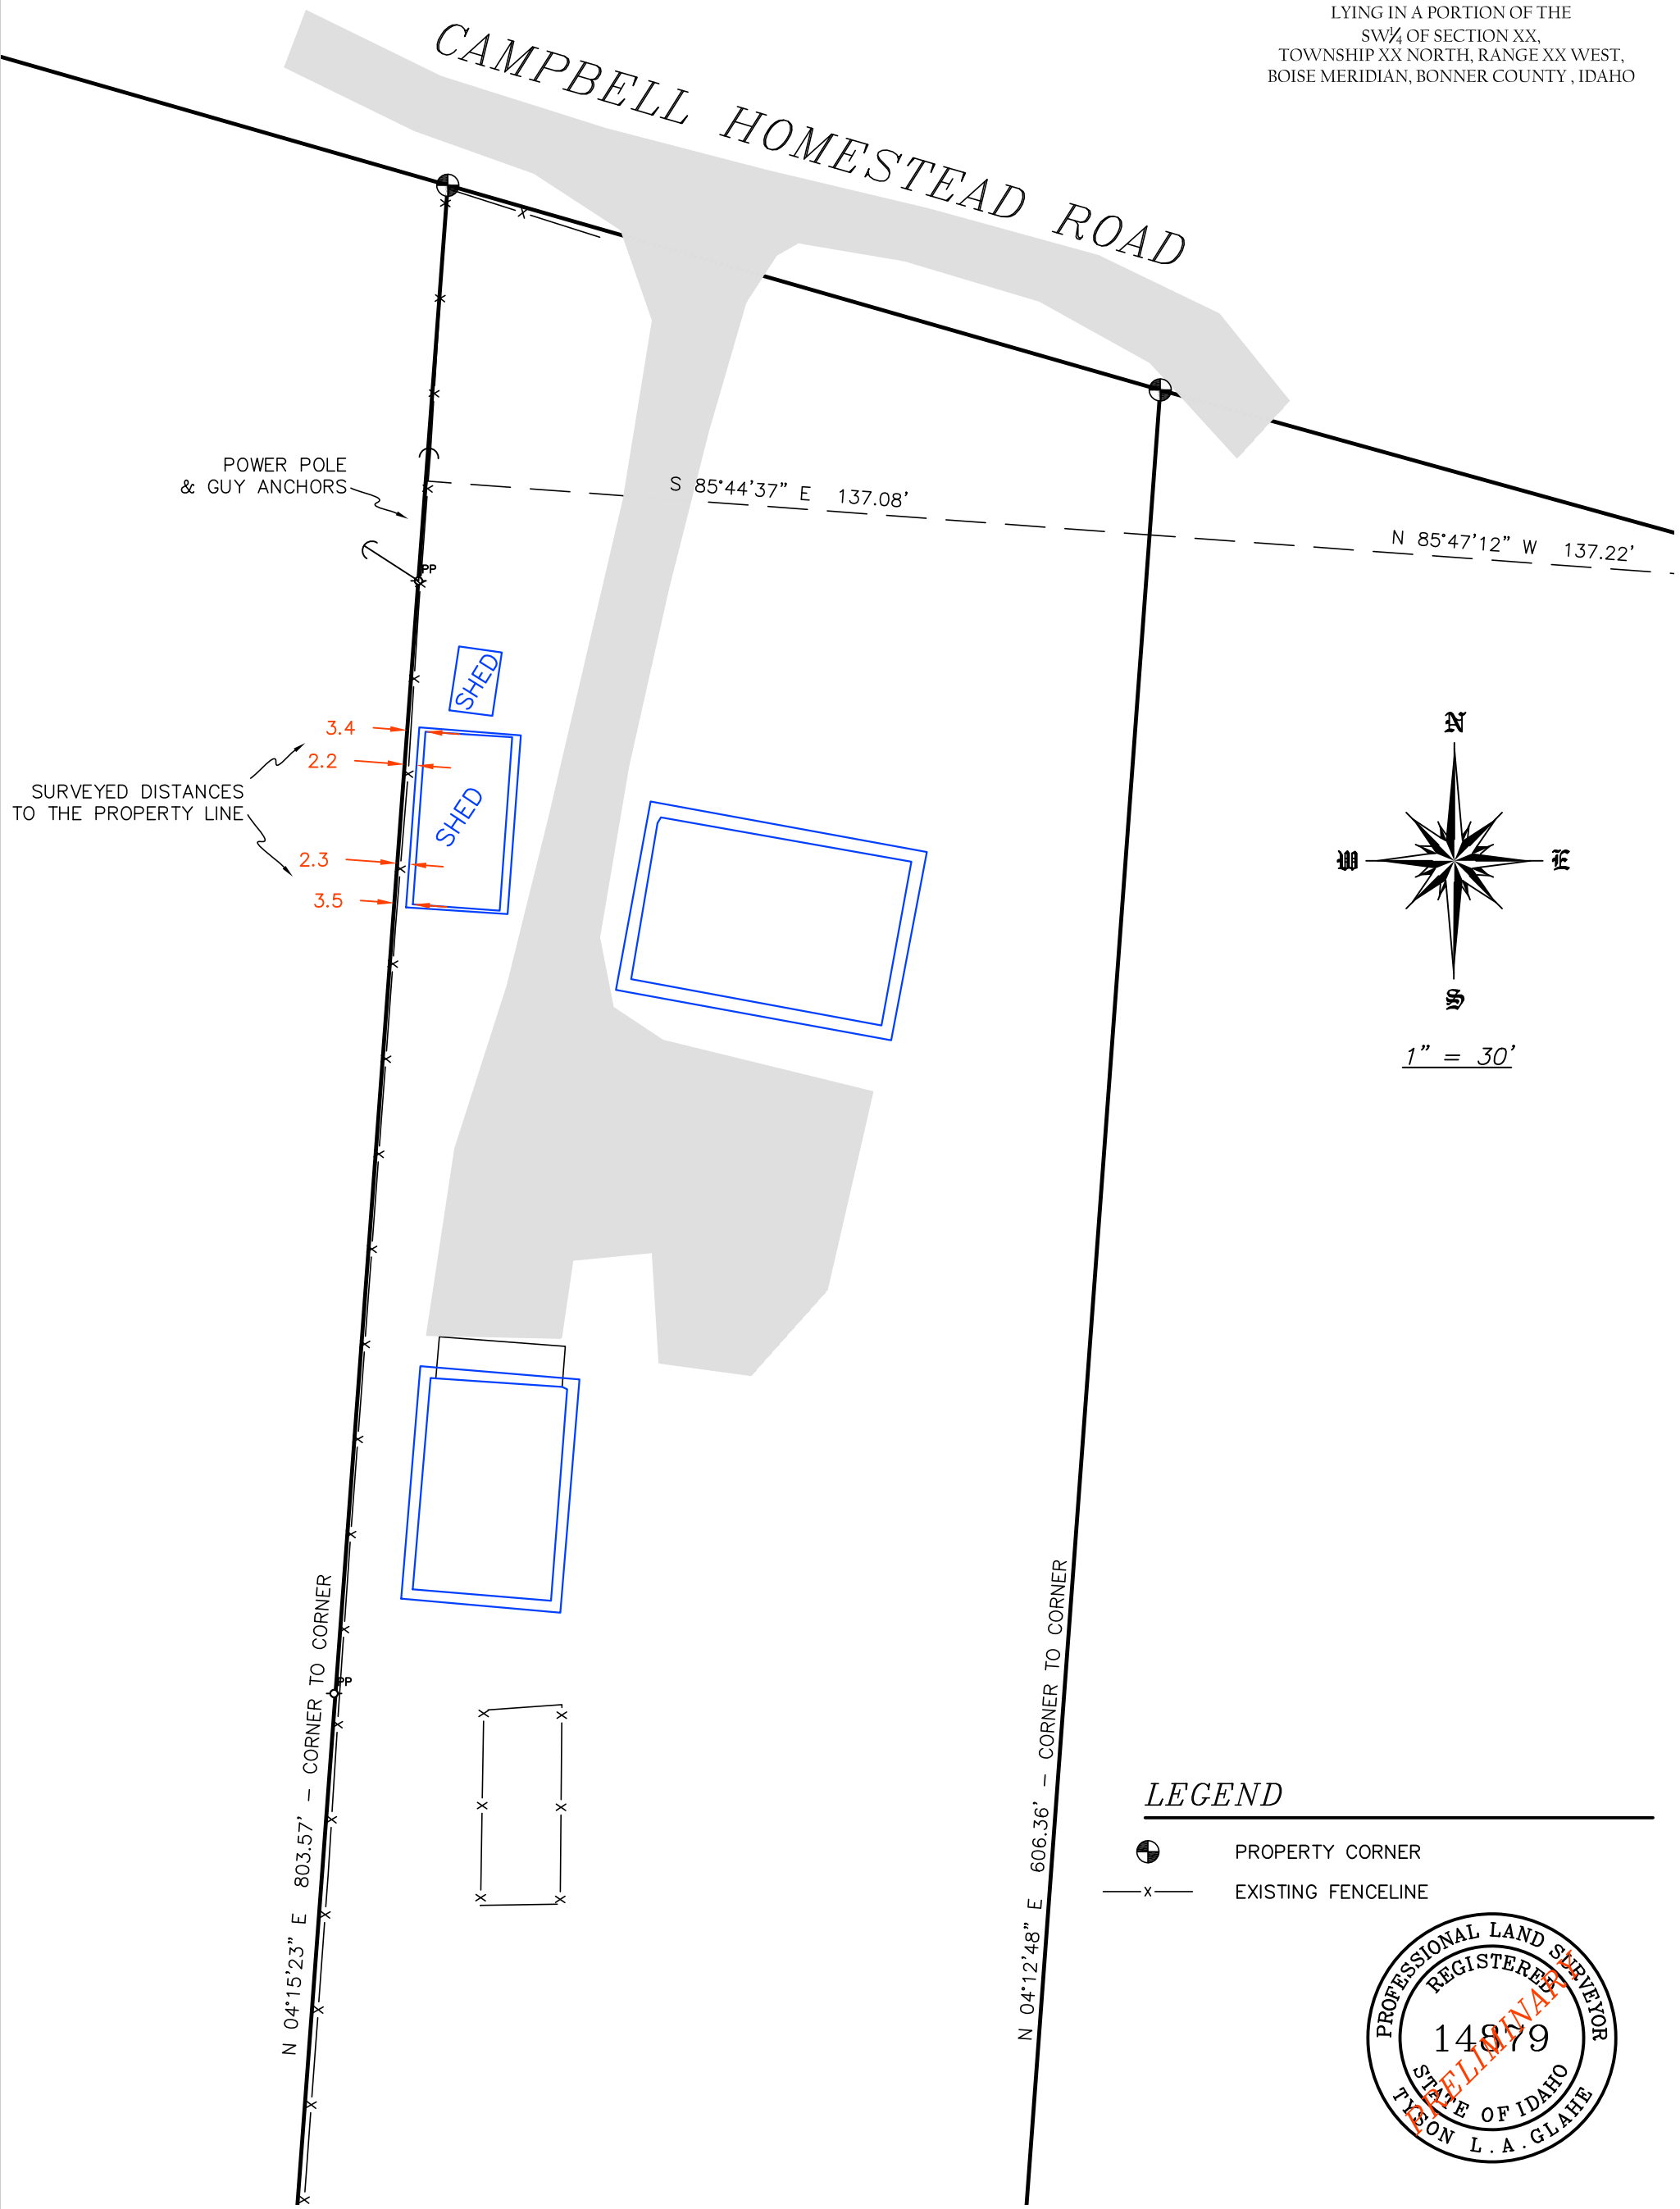 LYING IN A PORTION OF THE
SW¼ OF SECTION XX,
TOWNSHIP XX NORTH, RANGE XX WEST,
BOISE MERIDIAN, BONNER COUNTY , IDAHO
CAMPBELL HOMESTEAD ROAD
POWER POLE
& GUY ANCHORS
S 85°44'37" E 137.08'
N 85°47'12" W 137.22'
PP
SHED
3.4
2.2
SURVEYED DISTANCES
TO THE PROPERTY LINE
SHED
2.3
3.5
N
W
E
S
1" = 30'
N 04°15'23" E 803.57' - CORNER TO CORNER
PP
N 04°12'48" E 606.36' - CORNER TO CORNER
LEGEND
PROPERTY CORNER
x
EXISTING FENCELINE
PROFESSIONAL LAND SURVEYOR
REGISTERED
14879
STATE OF IDAHO
TYSON L.A.GLAHE
PRELIMINARY